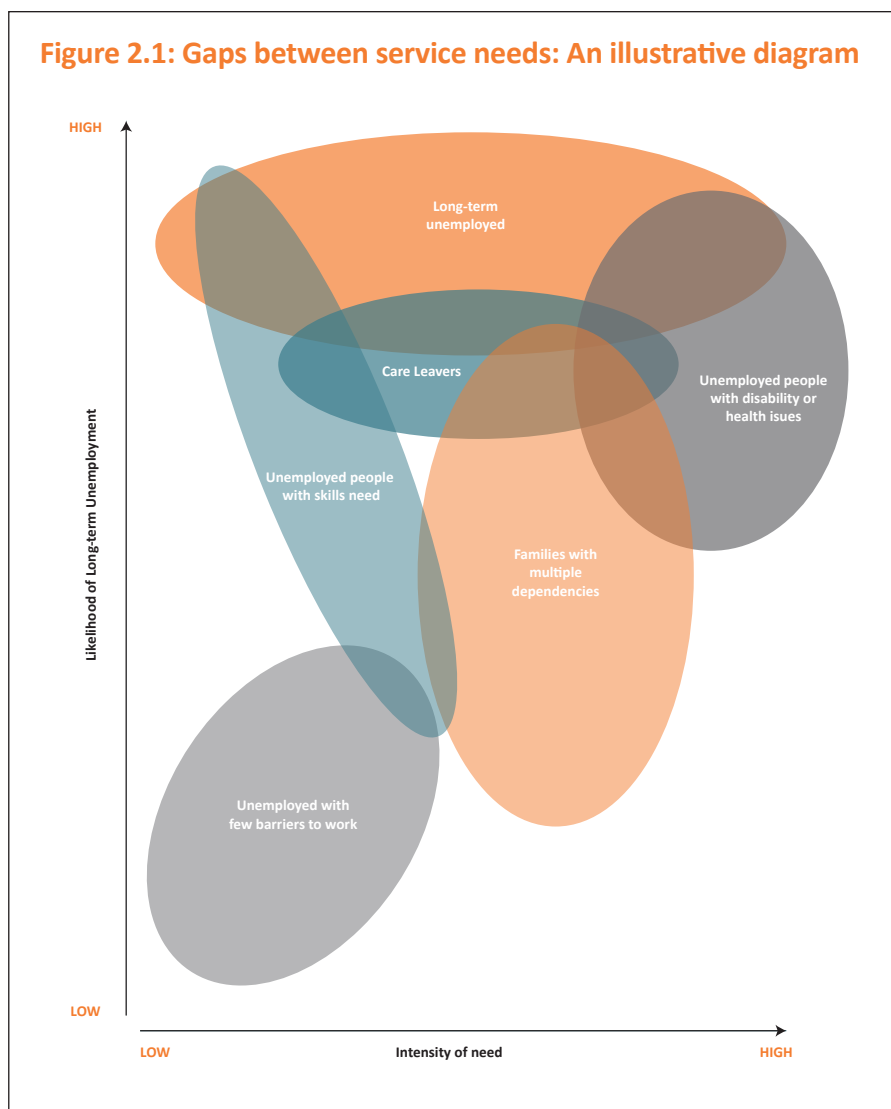 Figure 2.1: Gaps between service needs: An illustrative diagram
HIGH
Long-term
unemployed
Care Leavers
Unemployed people
with disability or
health isues
Unemployed people
with skills need
Families with
multiple
dependencies
Likelihood of Long-term Unemployment
Unemployed with
few barriers to work
LOW
LOW
Intensity of need
HIGH